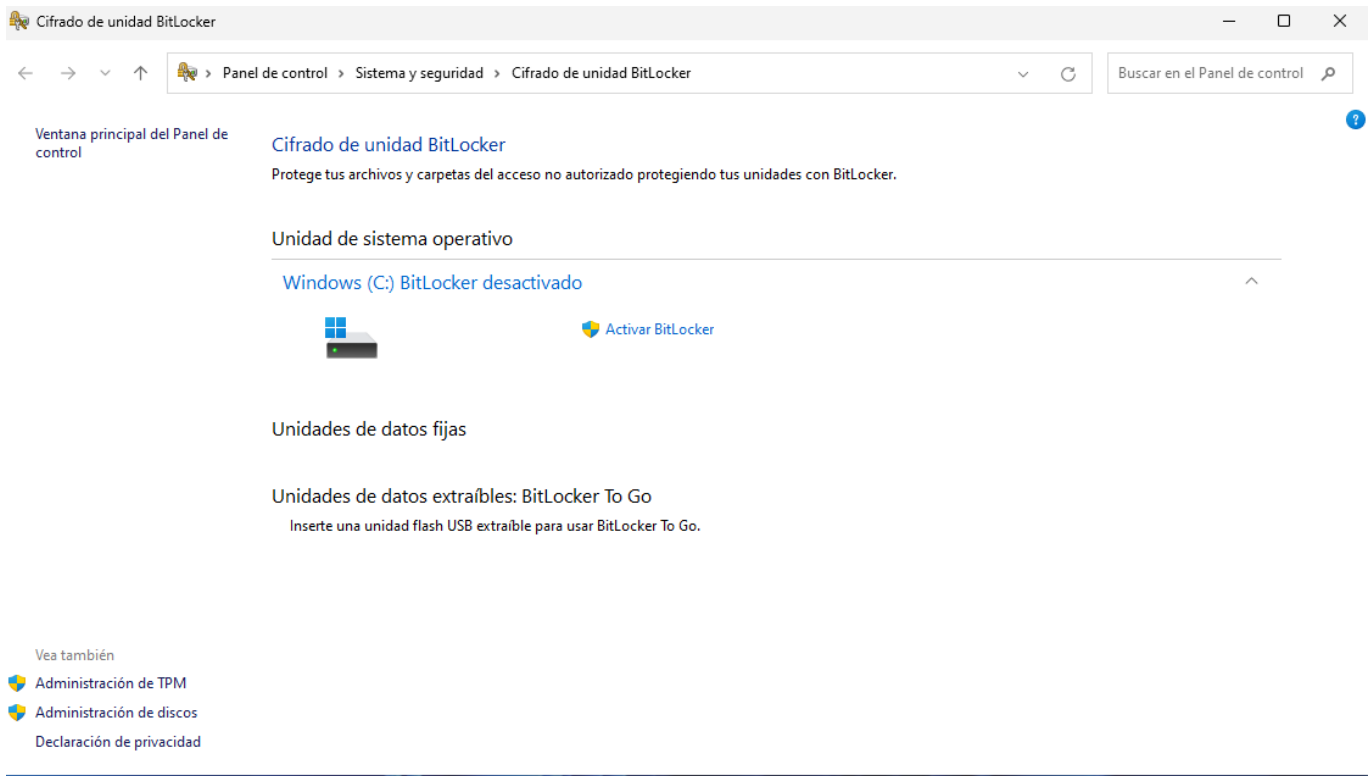 Cifrado de unidad BitLocker
Panel de control > Sistema y seguridad > Cifrado de unidad BitLocker
Buscar en el Panel de control
Ventana principal del Panel de
control
Cifrado de unidad BitLocker
Protege tus archivos y carpetas del acceso no autorizado protegiendo tus unidades con BitLocker.
Unidad de sistema operativo
Windows (C:) BitLocker desactivado
Activar BitLocker
Unidades de datos fijas
Unidades de datos extraíbles: BitLocker To Go
Inserte una unidad flash USB extraíble para usar BitLocker To Go.
Vea también
Administración de TPM
Administración de discos
Declaración de privacidad